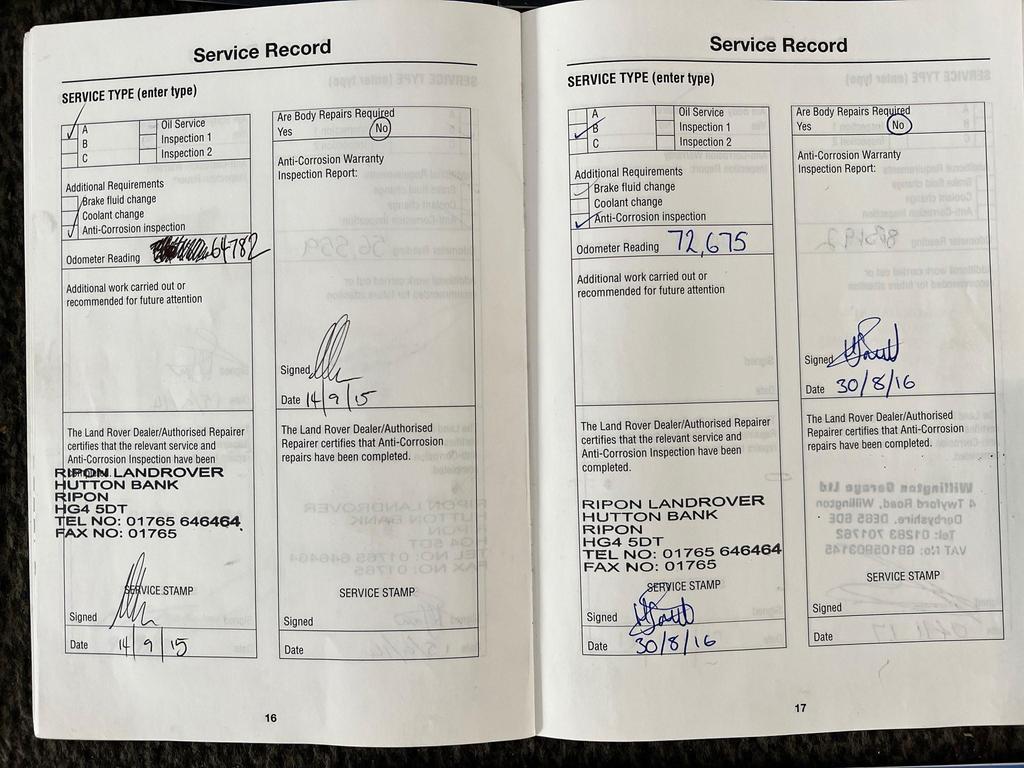 Service Record
SERVICE TYPE (enter type)
A
B
C
Oil Service
Inspection 1
Inspection 2
Additional Requirements
Brake fluid change
Coolant change
Anti-Corrosion inspection
Odometer Reading 64782
Additional work carried out or
recommended for future attention
The Land Rover Dealer/Authorised Repairer
certifies that the relevant service and
Anti-Corrosion Inspection have been
RIPON LANDROVER
HUTTON BANK
RIPON
HG4 5DT
TEL NO: 01765 646464
FAX NO: 01765
SERVICE STAMP
Signed
Date 14/9/15
Are Body Repairs Required
Yes No
Anti-Corrosion Warranty
Inspection Report:
Signed
Date 14/9/15
The Land Rover Dealer/Authorised
Repairer certifies that Anti-Corrosion
repairs have been completed.
SERVICE STAMP
Signed
Date
16
Service Record
SERVICE TYPE (enter type)
A
B
C
Oil Service
Inspection 1
Inspection 2
Additional Requirements
Brake fluid change
Coolant change
Anti-Corrosion inspection
Odometer Reading 72,675
Additional work carried out or
recommended for future attention
The Land Rover Dealer/Authorised Repairer
certifies that the relevant service and
Anti-Corrosion Inspection have been
completed.
RIPON LANDROVER
HUTTON BANK
RIPON
HG4 5DT
TEL NO: 01765 646464
FAX NO: 01765
SERVICE STAMP
Signed
Date 30/8/16
Are Body Repairs Required
Yes No
Anti-Corrosion Warranty
Inspection Report:
Signed
Date 30/8/16
The Land Rover Dealer/Authorised
Repairer certifies that Anti-Corrosion
repairs have been completed.
SERVICE STAMP
Signed
Date
17